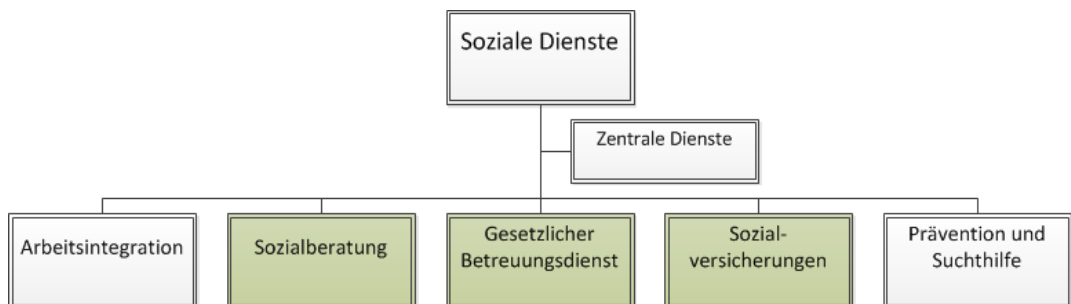 Soziale Dienste
Zentrale Dienste
Arbeitsintegration
Sozialberatung
Gesetzlicher
Betreuungsdienst
Sozial-
versicherungen
Prävention und
Suchthilfe